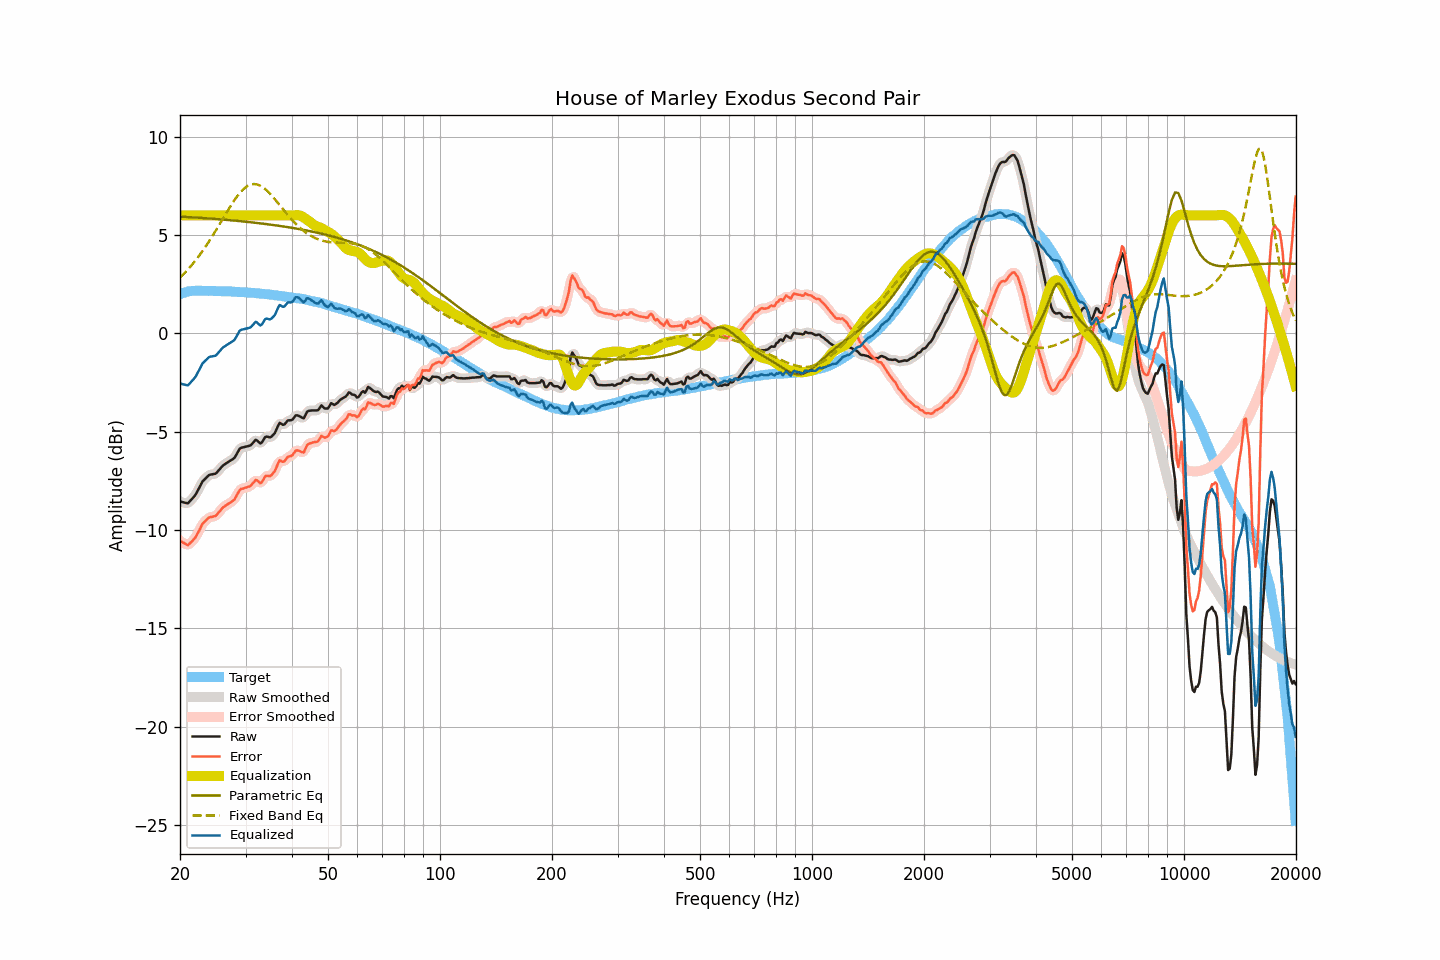 House of Marley Exodus Second Pair
10
5
0
−5
−10
−15
−20
−25
Amplitude (dBr)
Target
Raw Smoothed
Error Smoothed
Raw
Error
Equalization
Parametric Eq
Fixed Band Eq
Equalized
20 50 100 200 500 1000 2000 5000 10000 20000
Frequency (Hz)